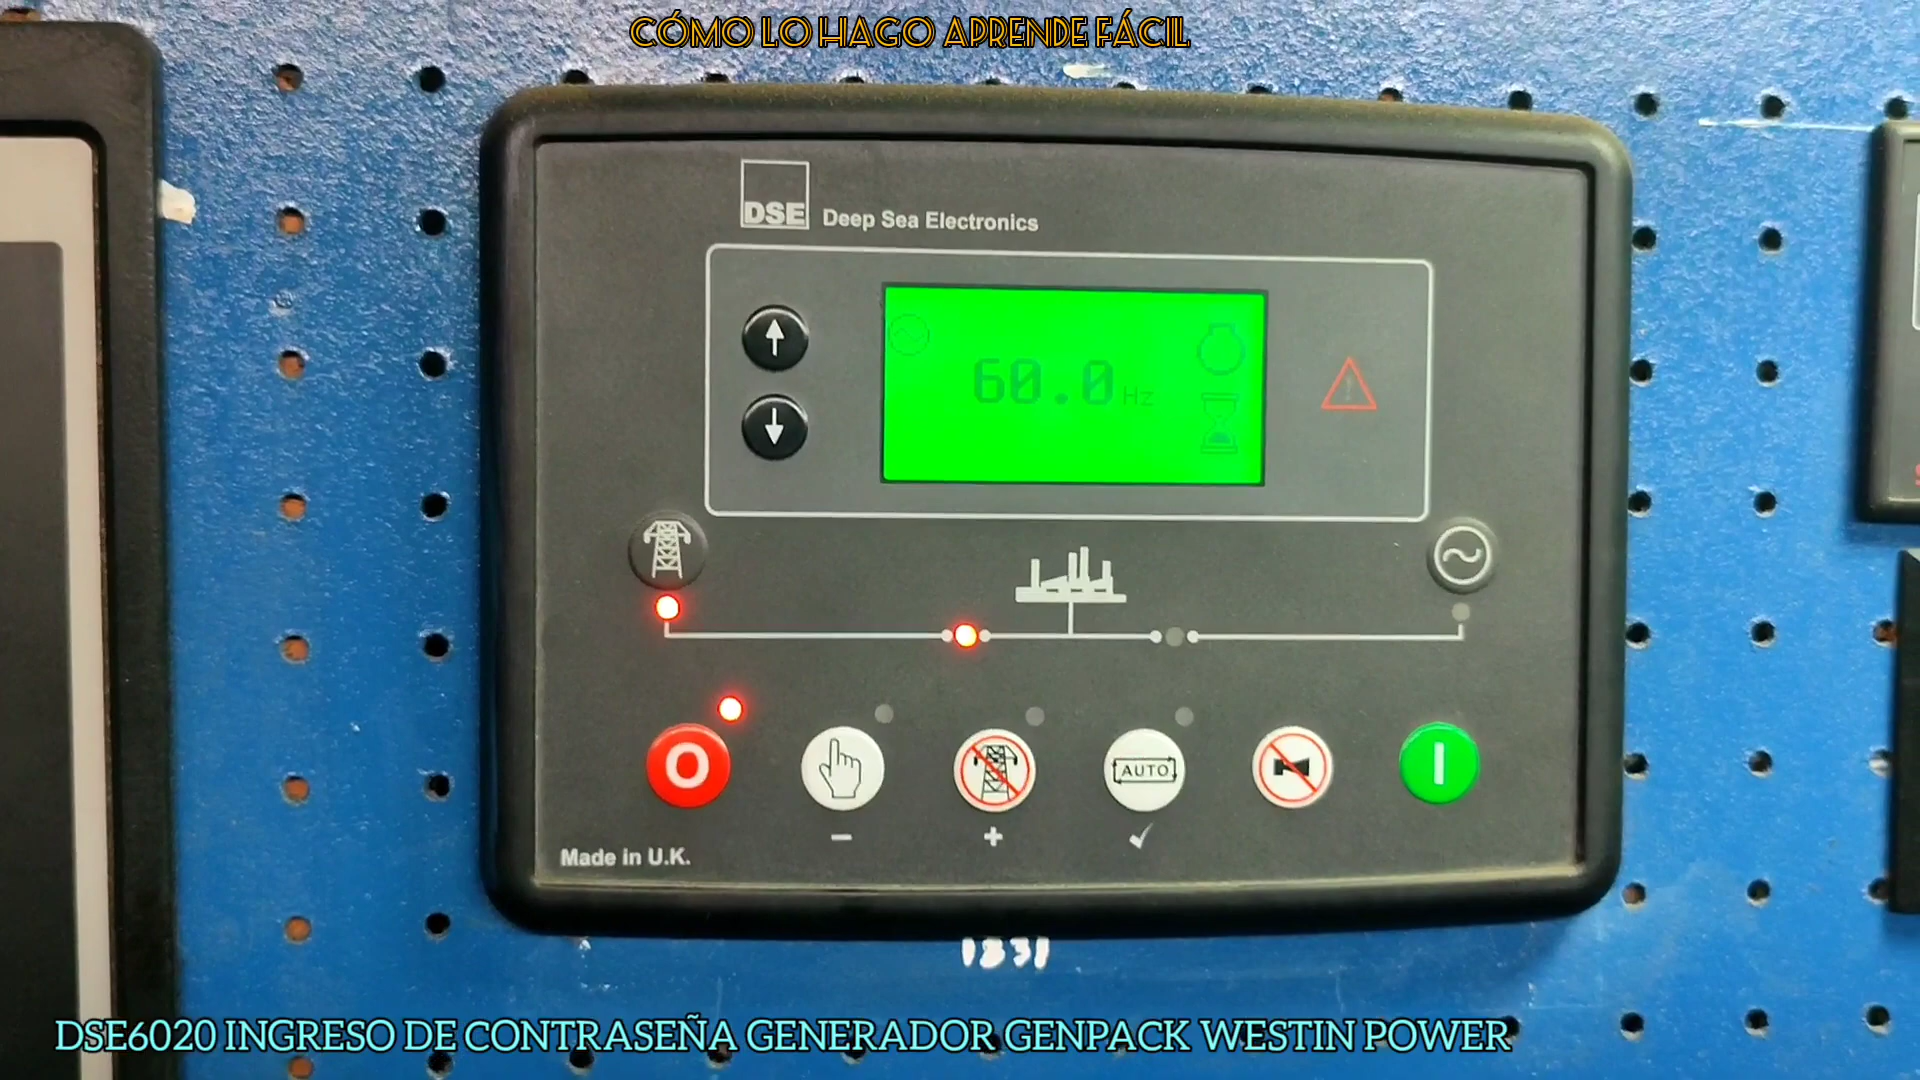 CÓMO LO HAGO APRENDE FÁCIL
DSE Deep Sea Electronics
60.0 Hz
O
AUTO
I
− + ✓
Made in U.K.
1831
DSE6020 INGRESO DE CONTRASEÑA GENERADOR GENPACK WESTIN POWER